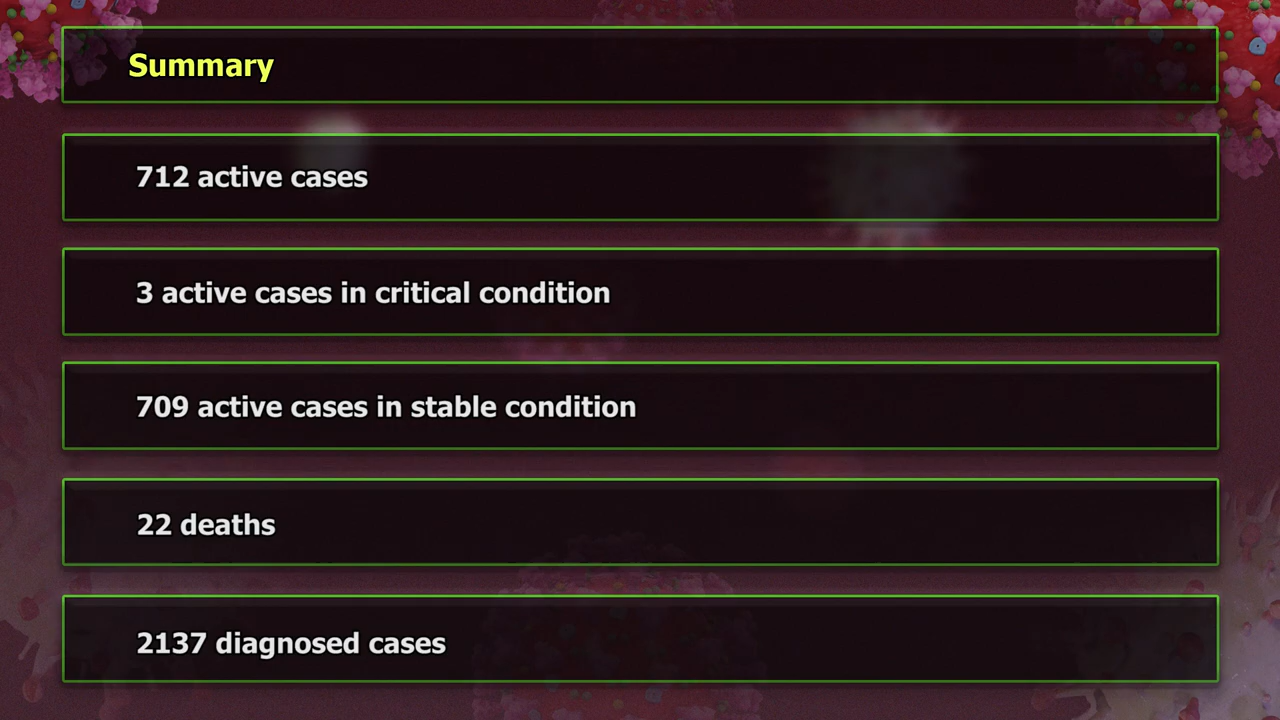 Summary
712 active cases
3 active cases in critical condition
709 active cases in stable condition
22 deaths
2137 diagnosed cases